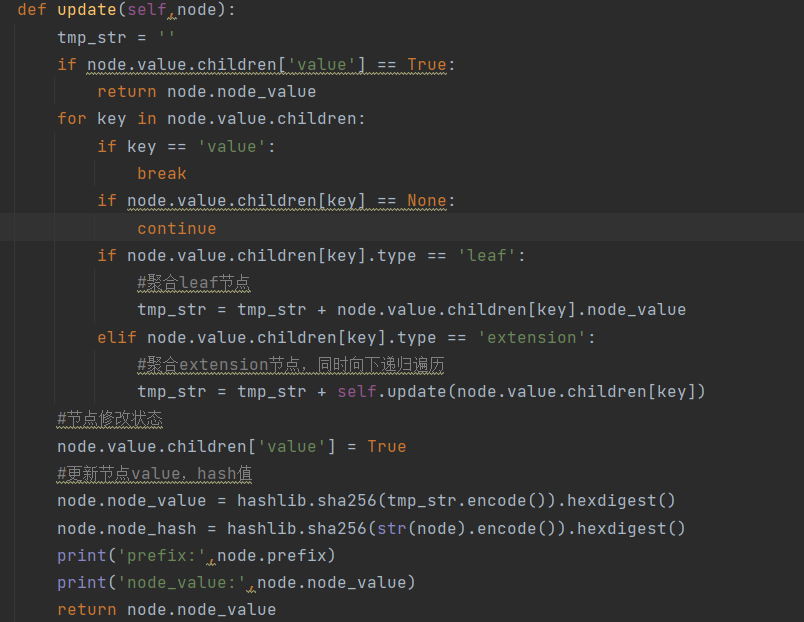 def update(self,node):
    tmp_str = ''
    if node.value.children['value'] == True:
        return node.node_value
    for key in node.value.children:
        if key == 'value':
            break
        if node.value.children[key] == None:
            continue
        if node.value.children[key].type == 'leaf':
            #聚合leaf节点
            tmp_str = tmp_str + node.value.children[key].node_value
        elif node.value.children[key].type == 'extension':
            #聚合extension节点，同时向下递归遍历
            tmp_str = tmp_str + self.update(node.value.children[key])
    #节点修改状态
    node.value.children['value'] = True
    #更新节点value，hash值
    node.node_value = hashlib.sha256(tmp_str.encode()).hexdigest()
    node.node_hash = hashlib.sha256(str(node).encode()).hexdigest()
    print('prefix:',node.prefix)
    print('node_value:',node.node_value)
    return node.node_value